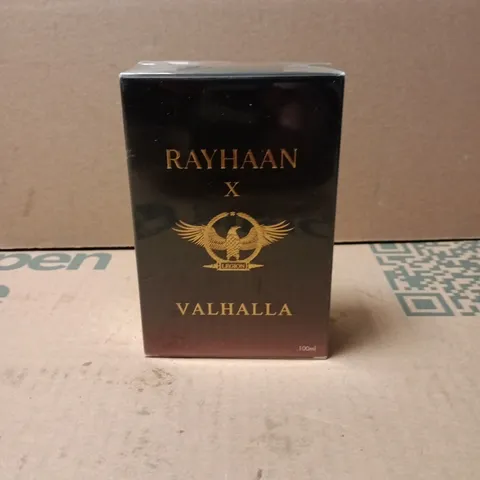 RAYHAAN
X
LEGION
VALHALLA
100ml